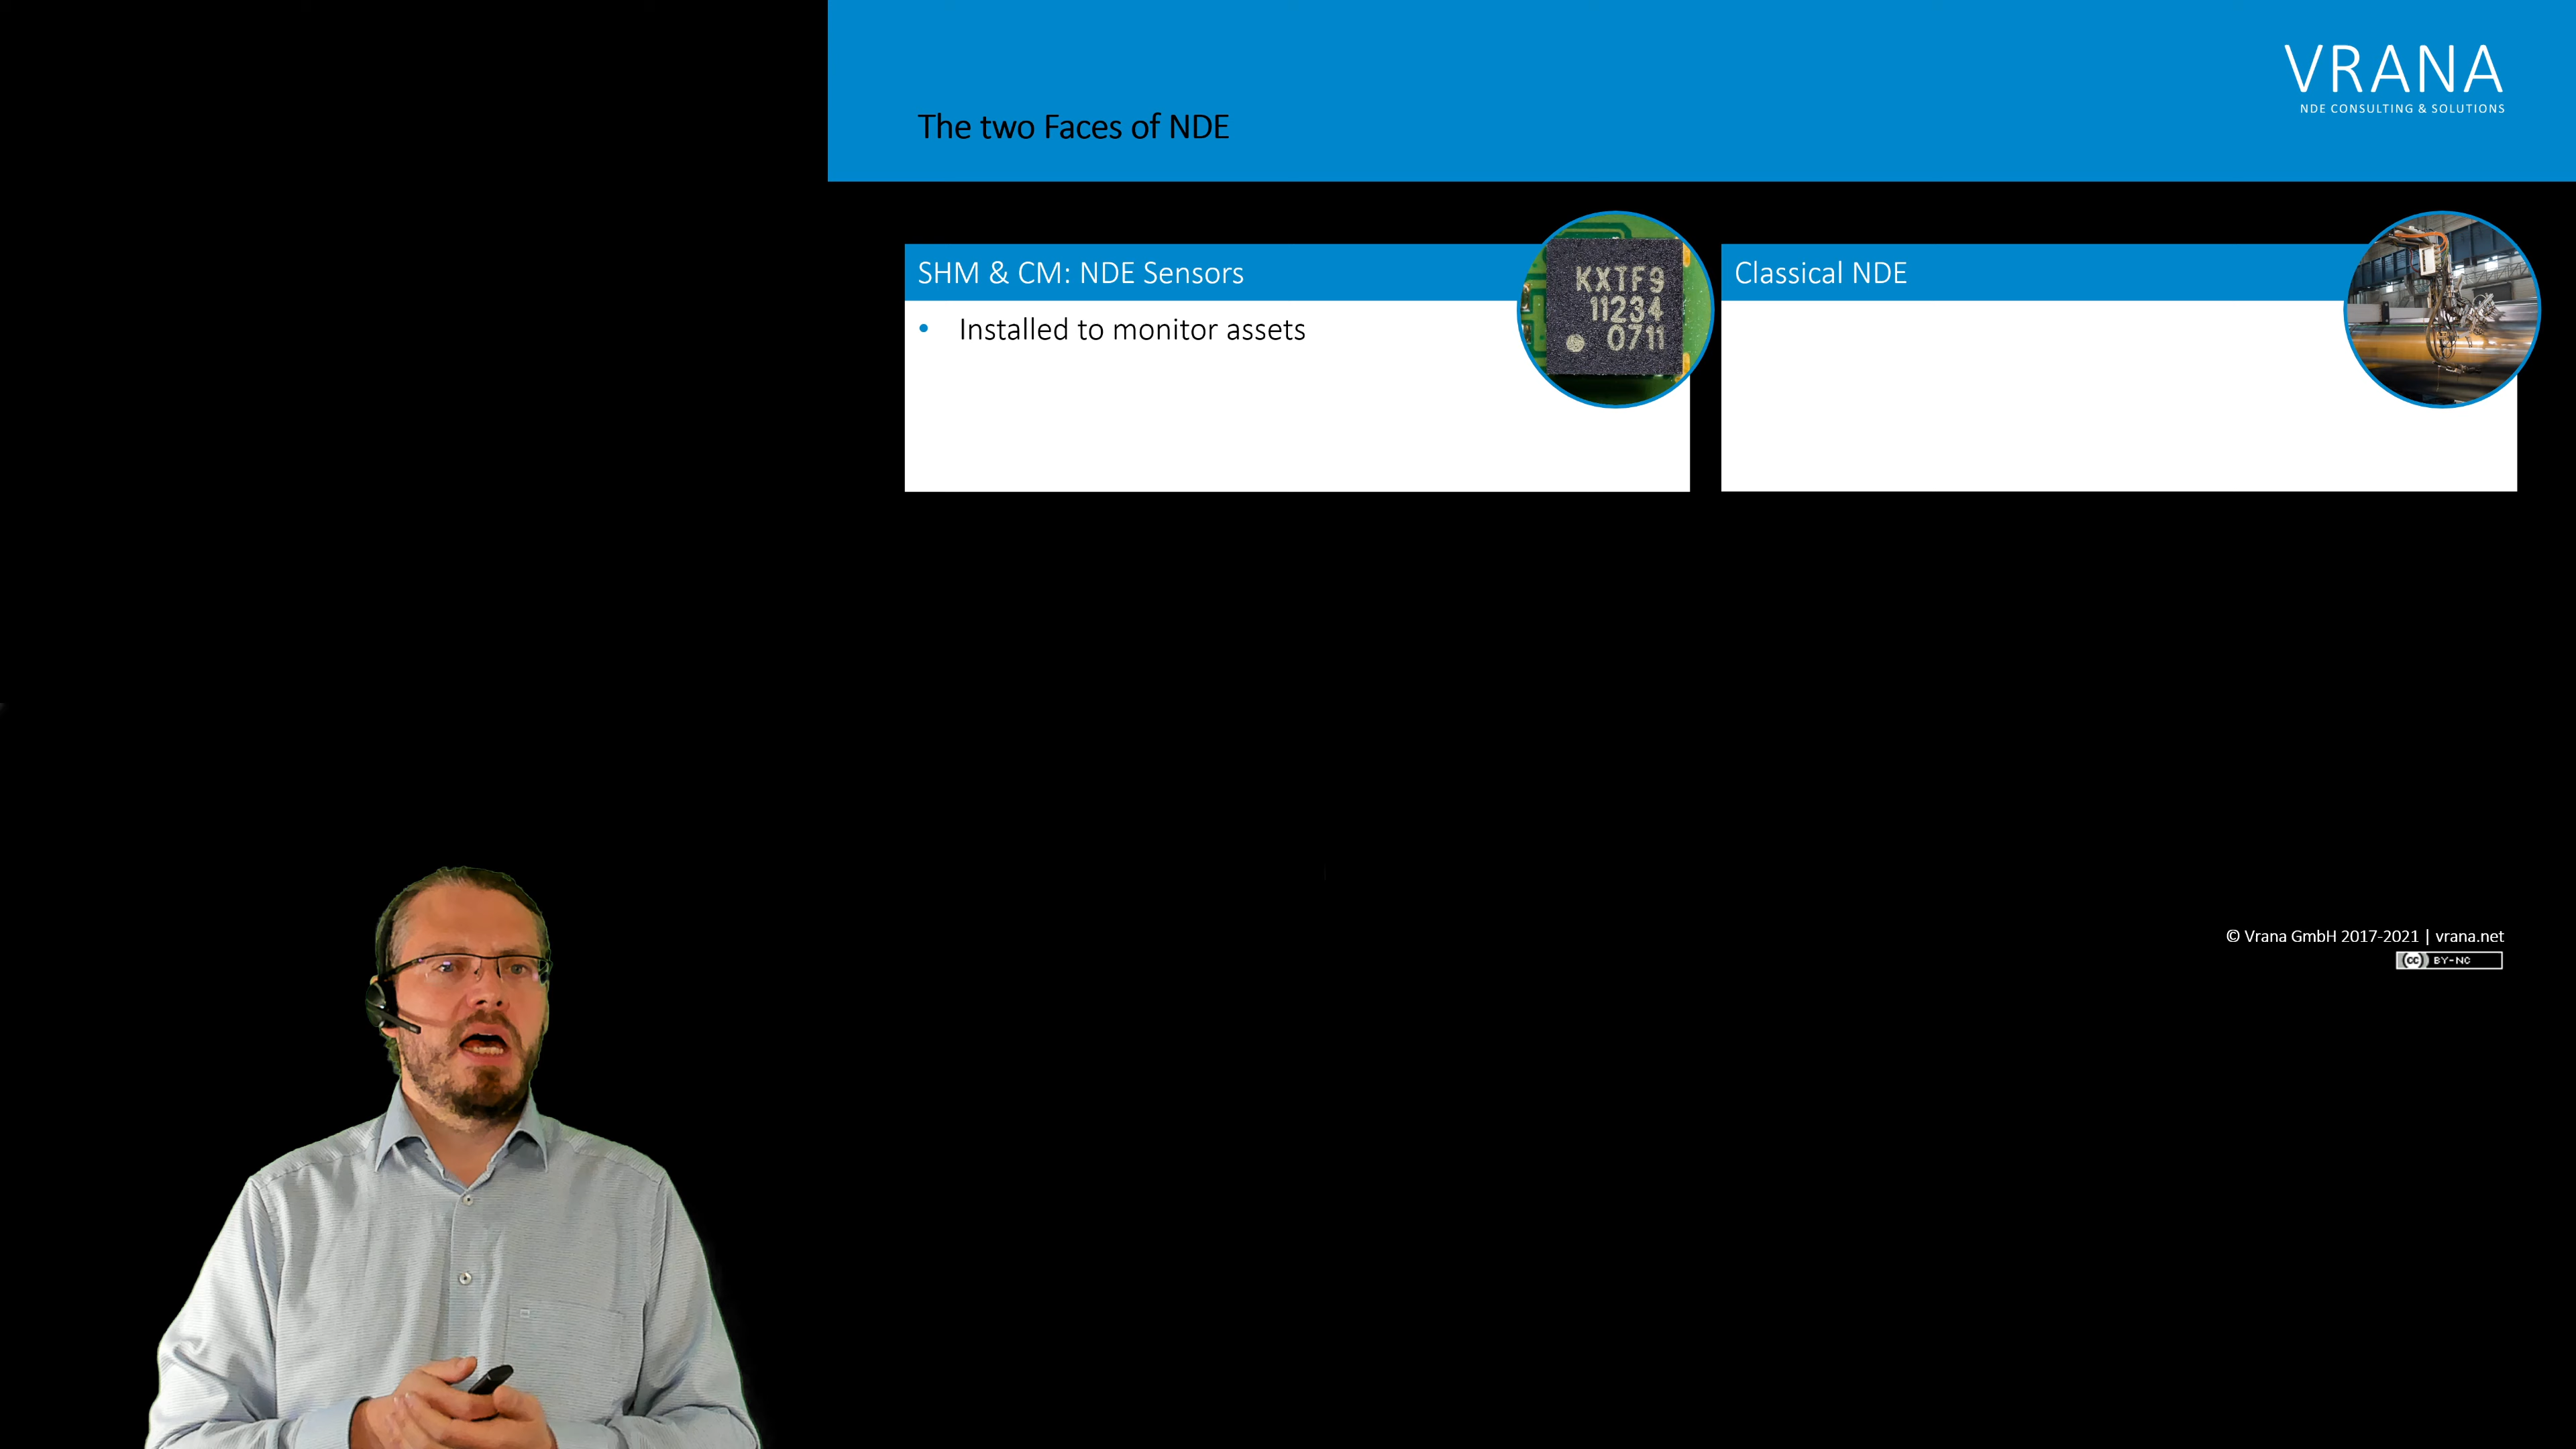 VRANA
NDE CONSULTING & SOLUTIONS
The two Faces of NDE
SHM & CM: NDE Sensors
• Installed to monitor assets
KXTF9
11234
0711
Classical NDE
© Vrana GmbH 2017-2021 | vrana.net
cc BY-NC